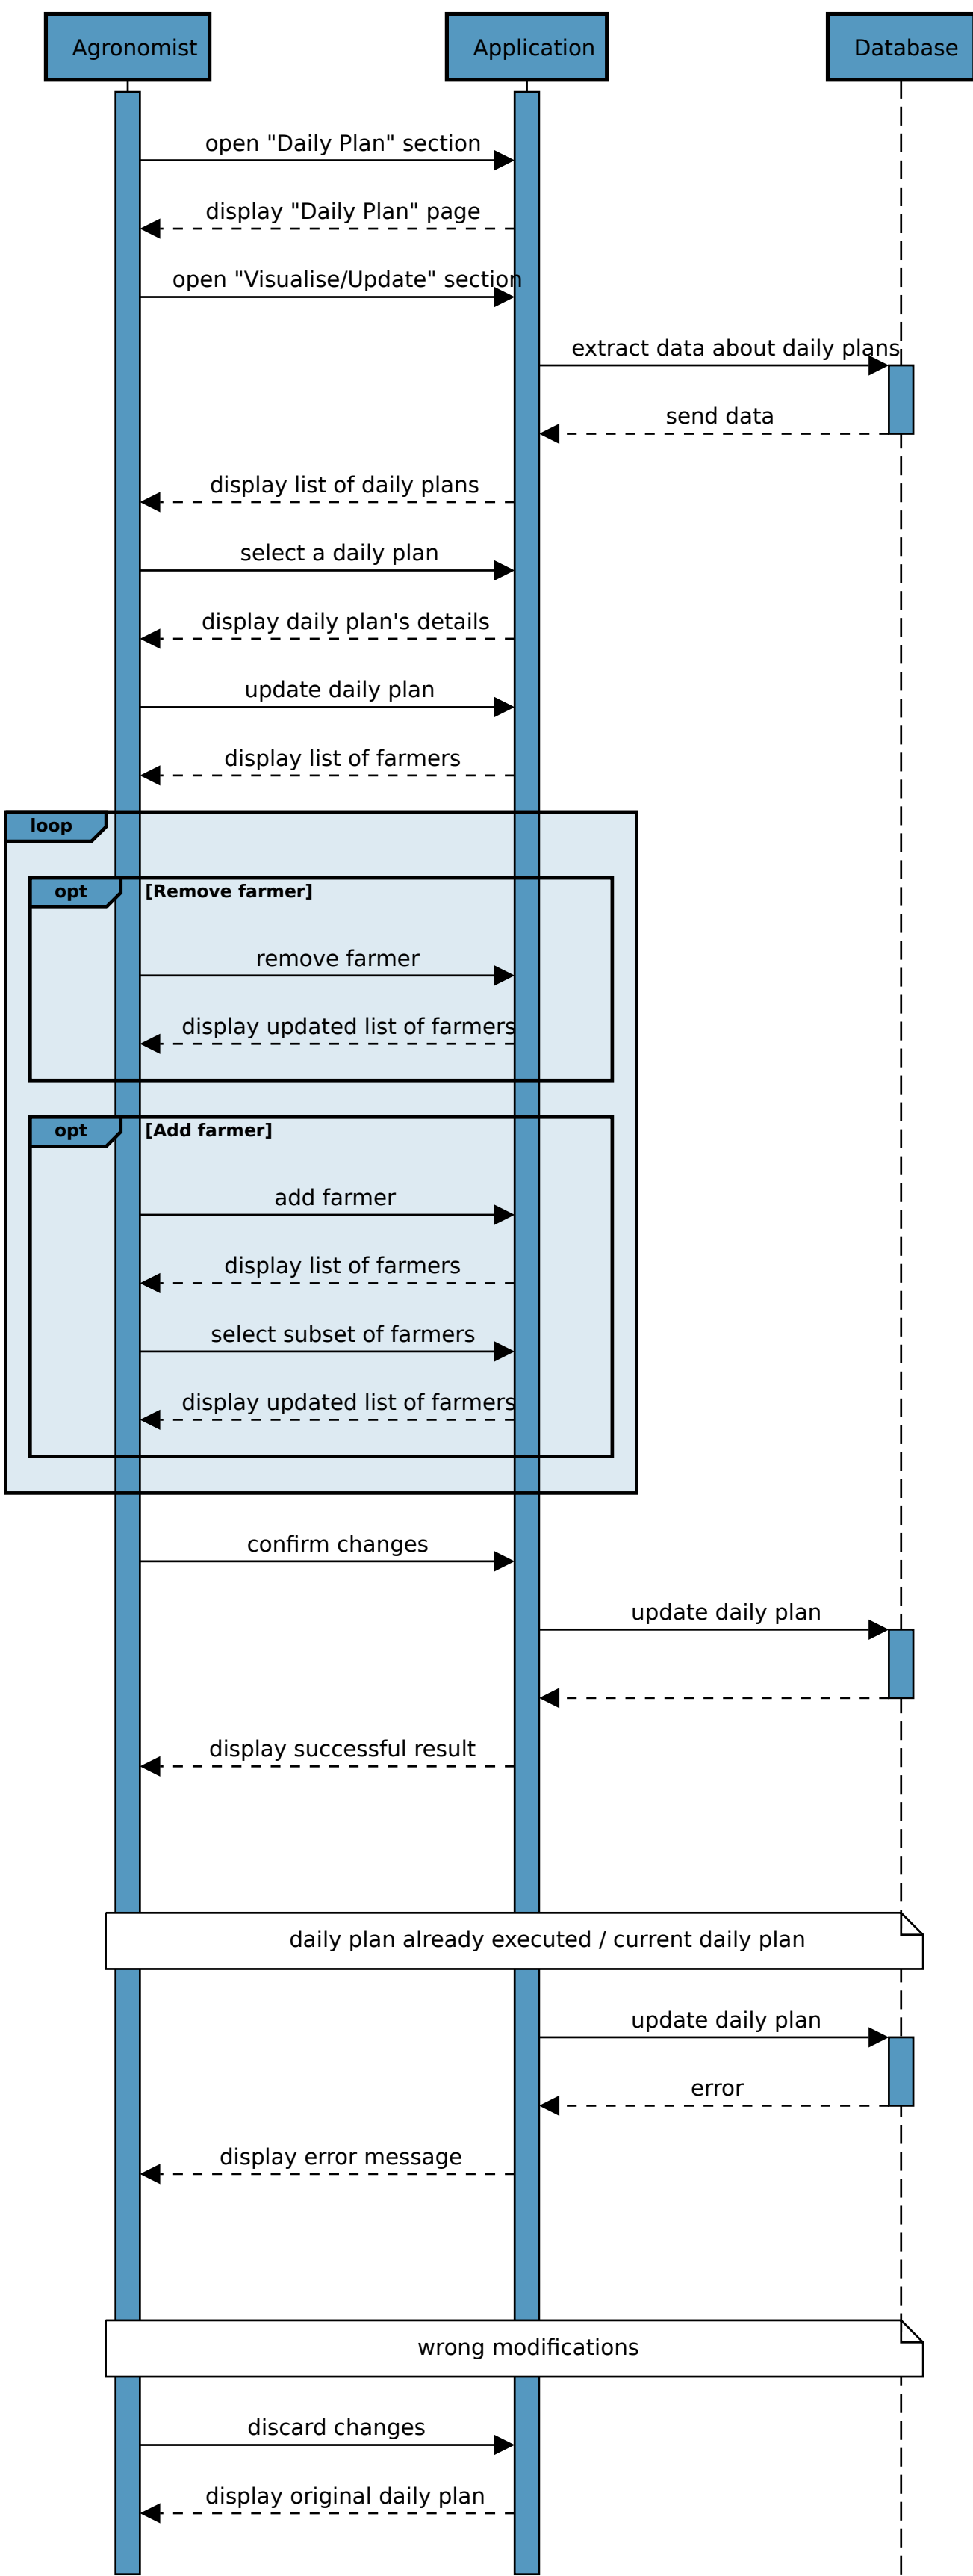 Agronomist
Application
Database
open "Daily Plan" section
display "Daily Plan" page
open "Visualise/Update" section
extract data about daily plans
send data
display list of daily plans
select a daily plan
display daily plan's details
update daily plan
display list of farmers
loop
opt
[Remove farmer]
remove farmer
display updated list of farmers
opt
[Add farmer]
add farmer
display list of farmers
select subset of farmers
display updated list of farmers
confirm changes
update daily plan
display successful result
daily plan already executed / current daily plan
update daily plan
error
display error message
wrong modifications
discard changes
display original daily plan